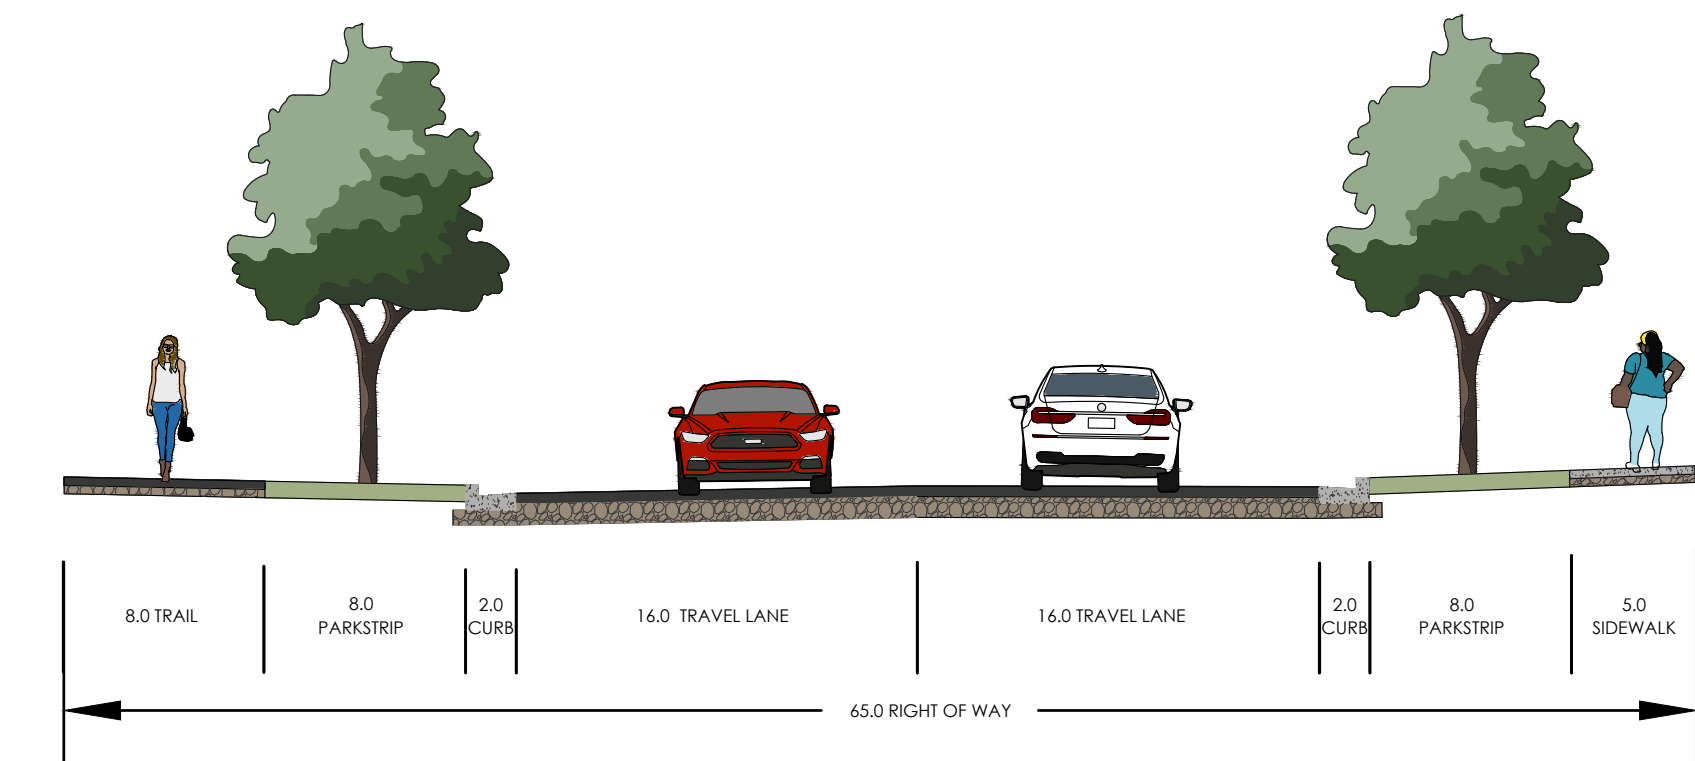 8.0 TRAIL
8.0
PARKSTRIP
2.0
CURB
16.0 TRAVEL LANE
16.0 TRAVEL LANE
2.0
CURB
8.0
PARKSTRIP
5.0
SIDEWALK
65.0 RIGHT OF WAY